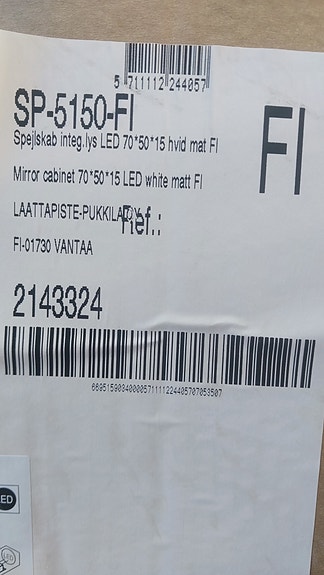 5 711112 244057
SP-5150-FI
FI
Spejlskab integ.lys LED 70*50*15 hvid mat FI
Mirror cabinet 70*50*15 LED white matt FI
LAATTAPISTE-PUKKILA OY
Ref.:
FI-01730 VANTAA
2143324
ED
LED